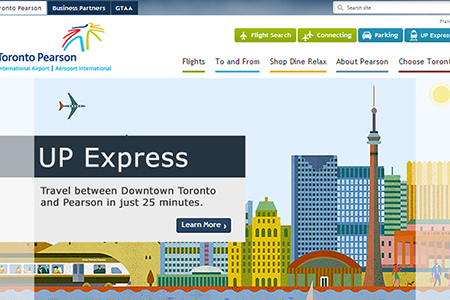 Toronto Pearson Business Partners GTAA
Search site
Fran
Flight Search Connecting Parking UP Express
Toronto Pearson
International Airport | Aéroport International
Flights To and From Shop Dine Relax About Pearson Choose Toront
UP Express
Travel between Downtown Toronto
and Pearson in just 25 minutes.
Learn More